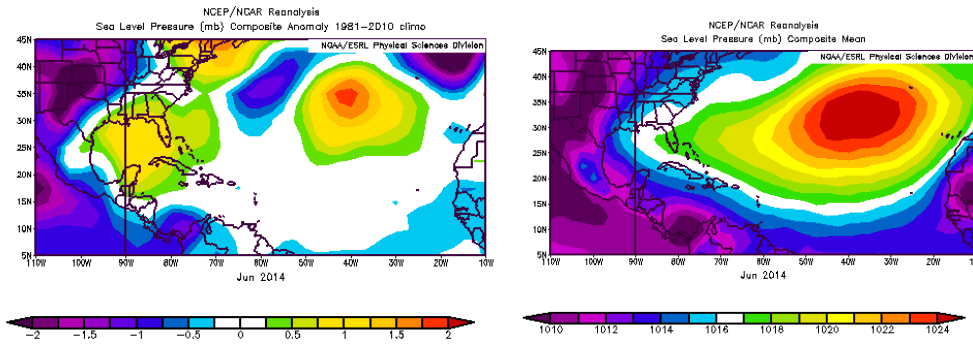 NCEP/NCAR Reanalysis
Sea Level Pressure (mb) Composite Anomaly 1981-2010 climo
NOAA/ESRL Physical Sciences Division
45N
40N
35N
30N
25N
20N
15N
10N
5N
110W 100W 90W 80W 70W 60W 50W 40W 30W 20W 10W
Jun 2014
-2 -1.5 -1 -0.5 0 0.5 1 1.5 2
NCEP/NCAR Reanalysis
Sea Level Pressure (mb) Composite Mean
NOAA/ESRL Physical Sciences Division
45N
40N
35N
30N
25N
20N
15N
10N
5N
110W 100W 90W 80W 70W 60W 50W 40W 30W 20W
Jun 2014
1010 1012 1014 1016 1018 1020 1022 1024